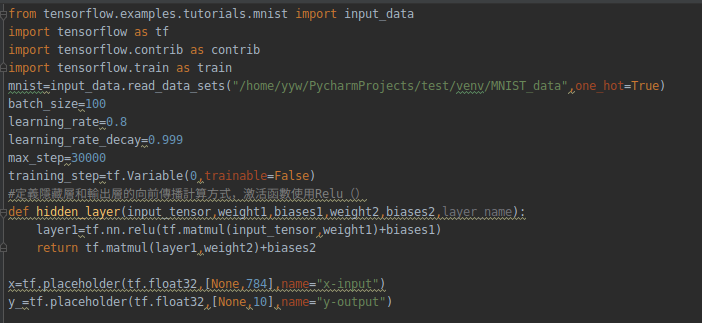 from tensorflow.examples.tutorials.mnist import input_data
import tensorflow as tf
import tensorflow.contrib as contrib
import tensorflow.train as train
mnist=input_data.read_data_sets("/home/yyw/PycharmProjects/test/venv/MNIST_data",one_hot=True)
batch_size=100
learning_rate=0.8
learning_rate_decay=0.999
max_step=30000
training_step=tf.Variable(0,trainable=False)
#定義隱藏層和輸出層的向前傳播計算方式，激活函數使用Relu（）
def hidden_layer(input_tensor,weight1,biases1,weight2,biases2,layer_name):
    layer1=tf.nn.relu(tf.matmul(input_tensor,weight1)+biases1)
    return tf.matmul(layer1,weight2)+biases2
x=tf.placeholder(tf.float32,[None,784],name="x-input")
y_=tf.placeholder(tf.float32,[None,10],name="y-output")